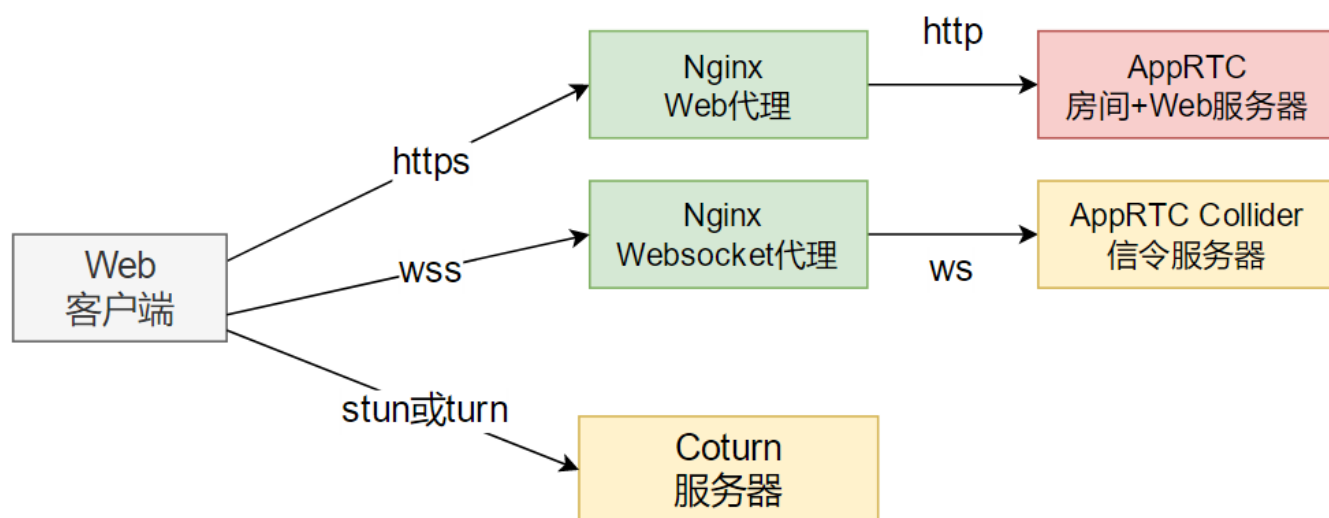 http
Nginx
Web代理
AppRTC
房间+Web服务器
https
Nginx
Websocket代理
AppRTC Collider
信令服务器
Web
客户端
wss
ws
stun或turn
Coturn
服务器